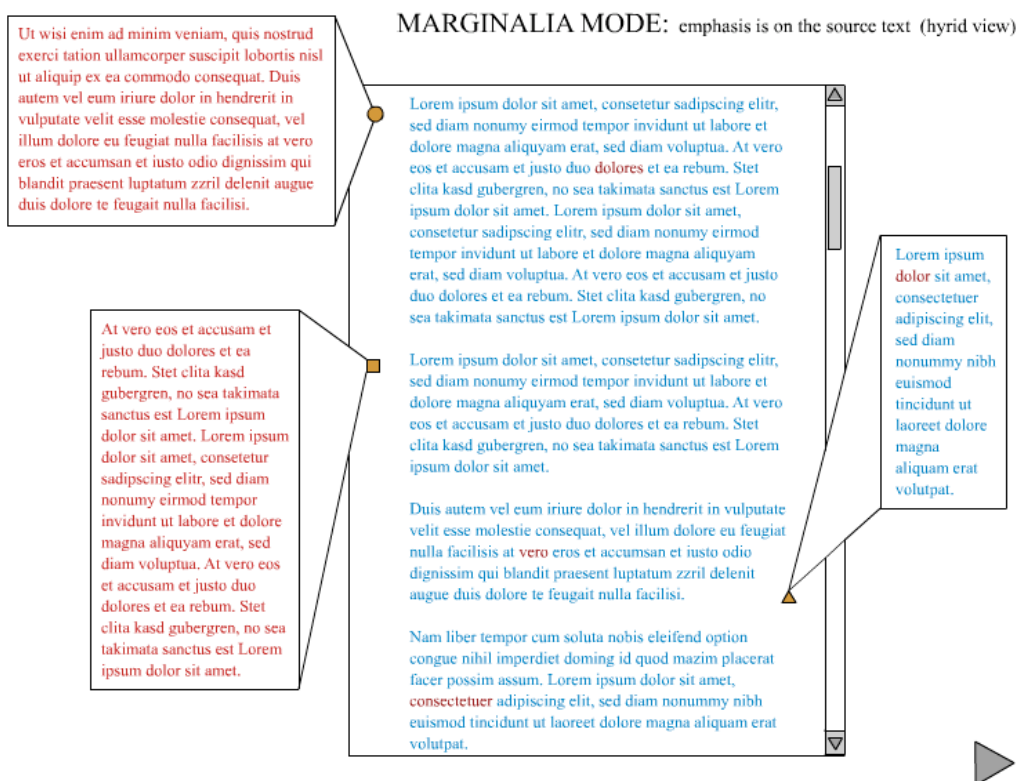 MARGINALIA MODE: emphasis is on the source text (hyrid view)
Ut wisi enim ad minim veniam, quis nostrud
exerci tation ullamcorper suscipit lobortis nisl
ut aliquip ex ea commodo consequat. Duis
autem vel eum iriure dolor in hendrerit in
vulputate velit esse molestie consequat, vel
illum dolore eu feugiat nulla facilisis at vero
eros et accumsan et iusto odio dignissim qui
blandit praesent luptatum zzril delenit augue
duis dolore te feugait nulla facilisi.
At vero eos et accusam et
justo duo dolores et ea
rebum. Stet clita kasd
gubergren, no sea takimata
sanctus est Lorem ipsum
dolor sit amet. Lorem ipsum
dolor sit amet, consetetur
sadipscing elitr, sed diam
nonumy eirmod tempor
invidunt ut labore et dolore
magna aliquyam erat, sed
diam voluptua. At vero eos
et accusam et justo duo
dolores et ea rebum. Stet
clita kasd gubergren, no sea
takimata sanctus est Lorem
ipsum dolor sit amet.
Lorem ipsum dolor sit amet, consetetur sadipscing elitr,
sed diam nonumy eirmod tempor invidunt ut labore et
dolore magna aliquyam erat, sed diam voluptua. At vero
eos et accusam et justo duo dolores et ea rebum. Stet
clita kasd gubergren, no sea takimata sanctus est Lorem
ipsum dolor sit amet. Lorem ipsum dolor sit amet,
consetetur sadipscing elitr, sed diam nonumy eirmod
tempor invidunt ut labore et dolore magna aliquyam
erat, sed diam voluptua. At vero eos et accusam et justo
duo dolores et ea rebum. Stet clita kasd gubergren, no
sea takimata sanctus est Lorem ipsum dolor sit amet.
Lorem ipsum dolor sit amet, consetetur sadipscing elitr,
sed diam nonumy eirmod tempor invidunt ut labore et
dolore magna aliquyam erat, sed diam voluptua. At vero
eos et accusam et justo duo dolores et ea rebum. Stet
clita kasd gubergren, no sea takimata sanctus est Lorem
ipsum dolor sit amet.
Duis autem vel eum iriure dolor in hendrerit in vulputate
velit esse molestie consequat, vel illum dolore eu feugiat
nulla facilisis at vero eros et accumsan et iusto odio
dignissim qui blandit praesent luptatum zzril delenit
augue duis dolore te feugait nulla facilisi.
Nam liber tempor cum soluta nobis eleifend option
congue nihil imperdiet doming id quod mazim placerat
facer possim assum. Lorem ipsum dolor sit amet,
consectetuer adipiscing elit, sed diam nonummy nibh
euismod tincidunt ut laoreet dolore magna aliquam erat
volutpat.
Lorem ipsum
dolor sit amet,
consectetuer
adipiscing elit,
sed diam
nonummy nibh
euismod
tincidunt ut
laoreet dolore
magna
aliquam erat
volutpat.